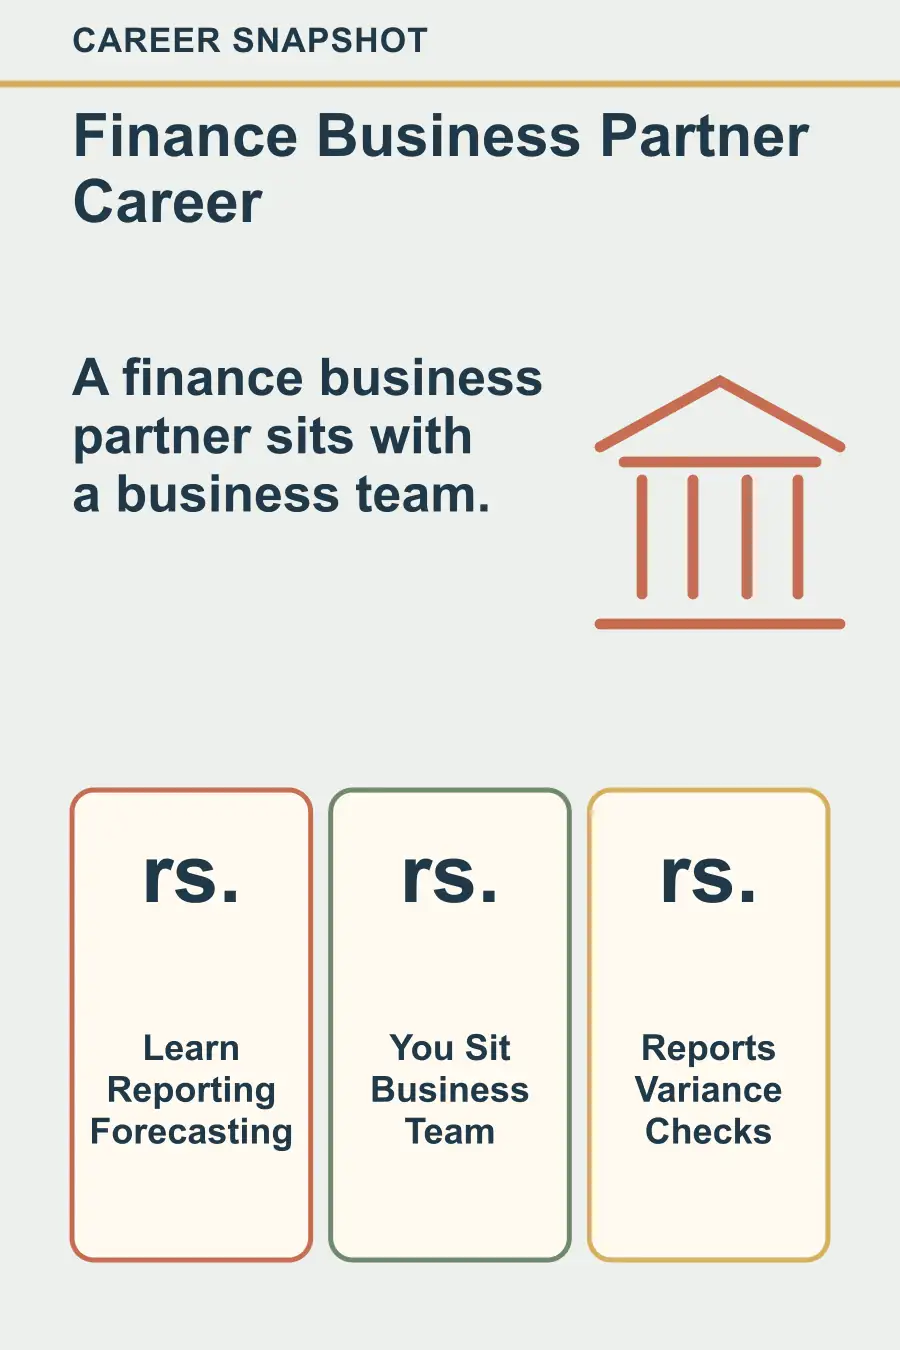 CAREER SNAPSHOT
Finance Business Partner
Career
A finance business
partner sits with
a business team.
rs.
rs.
rs.
Learn
Reporting
Forecasting
You Sit
Business
Team
Reports
Variance
Checks